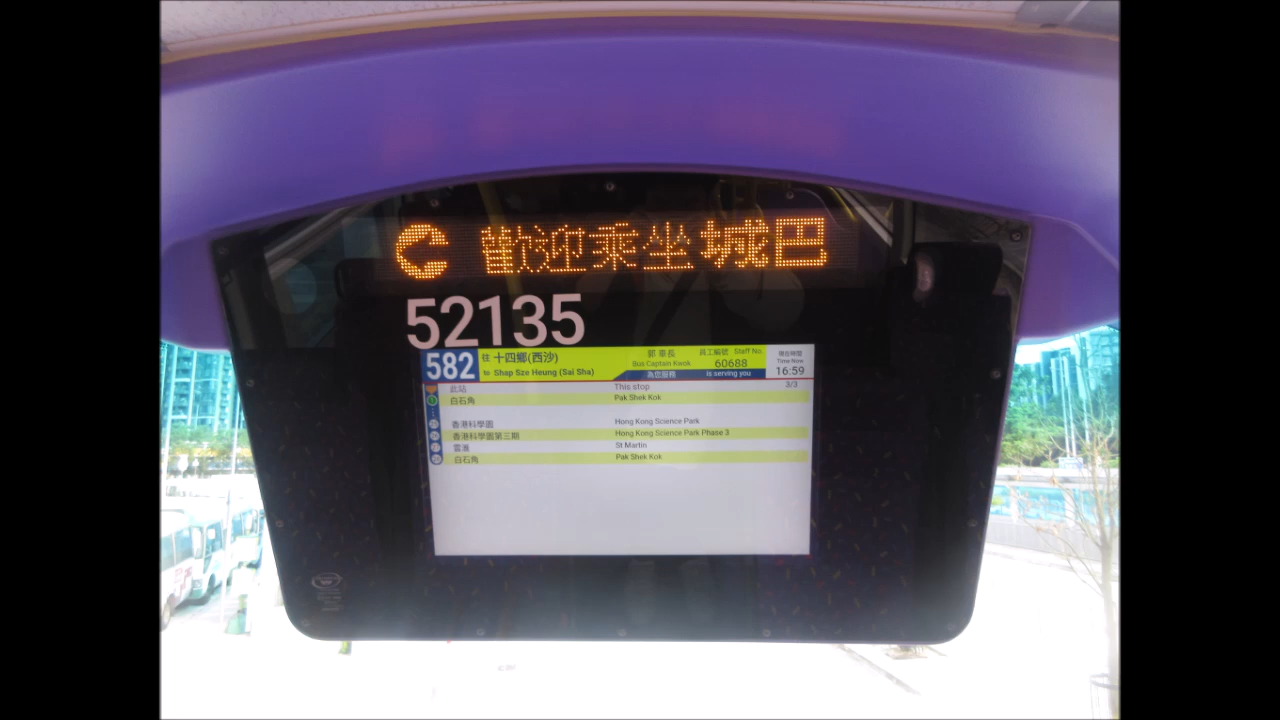 C 歡迎乘坐城巴
52135
582 往 十四鄉(西沙) 郭 車長 員工編號 Staff No. 現在時間
Bus Captain Kwok 60688 Time Now
to Shap Sze Heung (Sai Sha) 為您服務 is serving you 16:59
此站 This stop 3/3
白石角 Pak Shek Kok
香港科學園 Hong Kong Science Park
香港科學園第三期 Hong Kong Science Park Phase 3
雲滙 St Martin
白石角 Pak Shek Kok